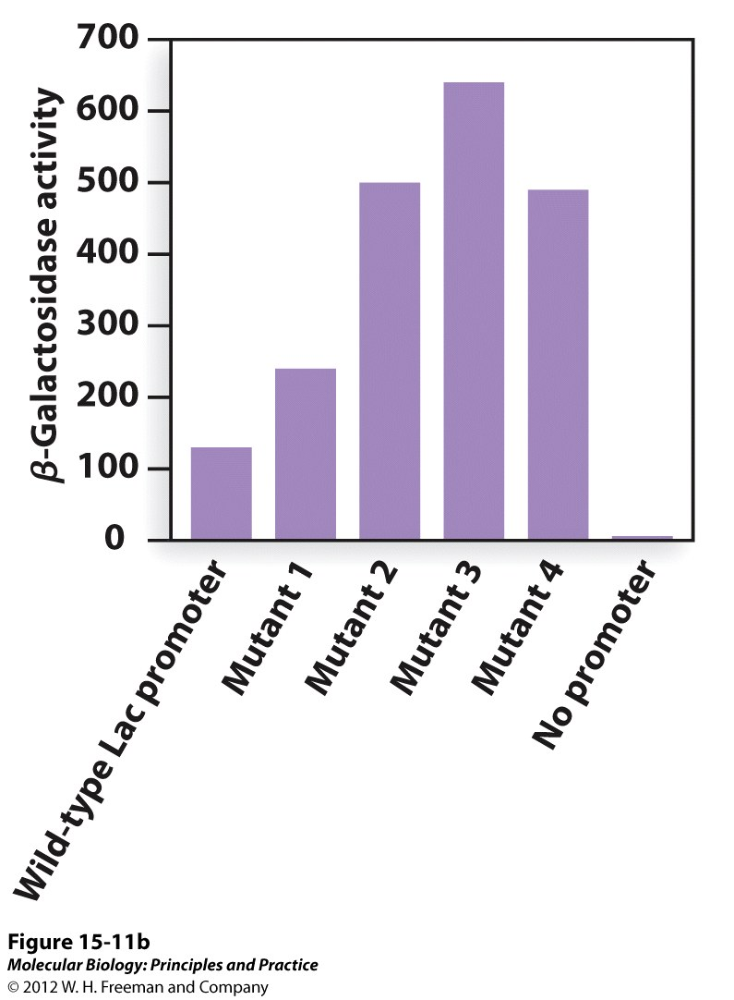 700
600
500
400
300
200
100
0
β-Galactosidase activity
Wild-type Lac promoter
Mutant 1
Mutant 2
Mutant 3
Mutant 4
No promoter
Figure 15-11b
Molecular Biology: Principles and Practice
© 2012 W. H. Freeman and Company